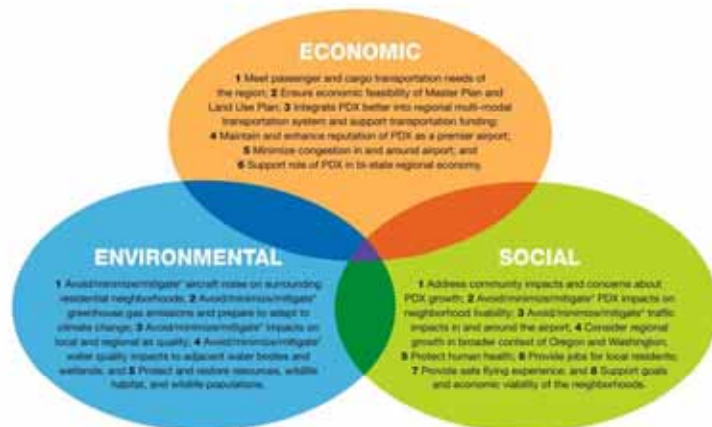 ECONOMIC
1 Meet passenger and cargo transportation needs of
the region; 2 Ensure economic feasibility of Master Plan and
Land Use Plan; 3 Integrate PDX better into regional multi-modal
transportation system and support transportation funding;
4 Maintain and enhance reputation of PDX as a premier airport;
5 Minimize congestion in and around airport; and
6 Support role of PDX in bi-state regional economy.
ENVIRONMENTAL
1 Avoid/minimize/mitigate* aircraft noise on surrounding
residential neighborhoods; 2 Avoid/minimize/mitigate*
greenhouse gas emissions and prepare to adapt to
climate change; 3 Avoid/minimize/mitigate* impacts on
local and regional air quality; 4 Avoid/minimize/mitigate*
water quality impacts to adjacent water bodies and
wetlands; and 5 Protect and restore resources, wildlife
habitat, and wildlife populations.
SOCIAL
1 Address community impacts and concerns about
PDX growth; 2 Avoid/minimize/mitigate* PDX impacts on
neighborhood livability; 3 Avoid/minimize/mitigate* traffic
impacts in and around the airport; 4 Consider regional
growth in broader context of Oregon and Washington;
5 Protect human health; 6 Provide jobs for local residents;
7 Provide safe flying experience; and 8 Support goals
and economic viability of the neighborhoods.